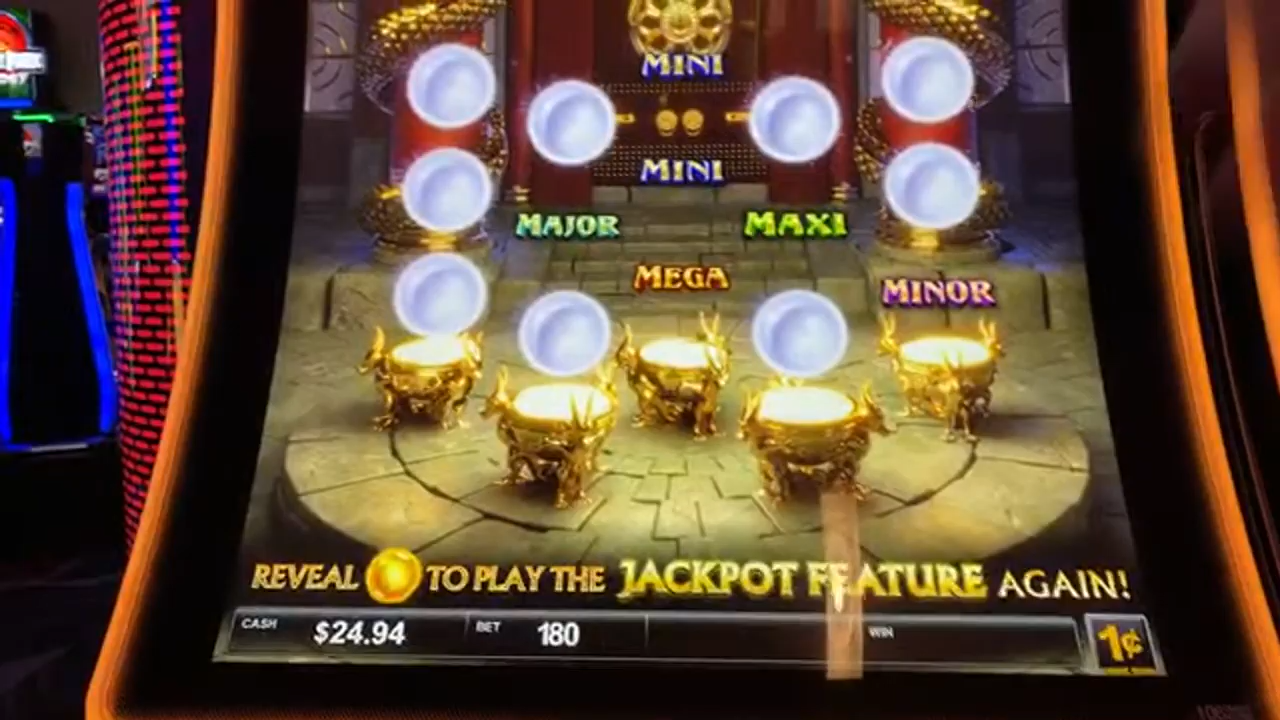 MINI
MINI
MAJOR
MAXI
MEGA
MINOR
REVEAL TO PLAY THE JACKPOT FEATURE AGAIN!
CASH $24.94 BET 180 WIN 1¢